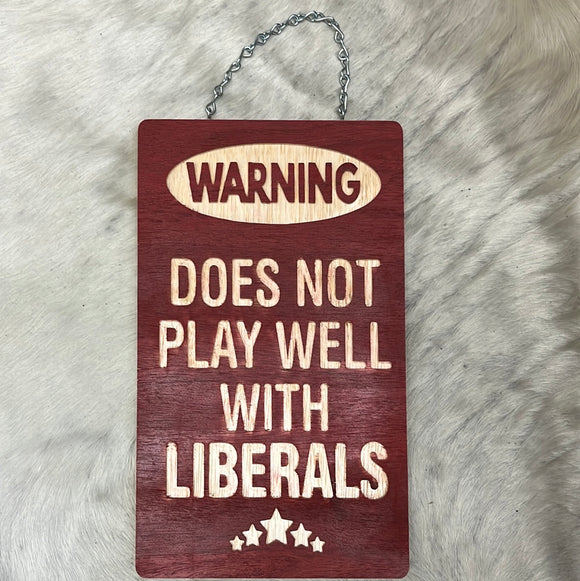 WARNING
DOES NOT
PLAY WELL
WITH
LIBERALS